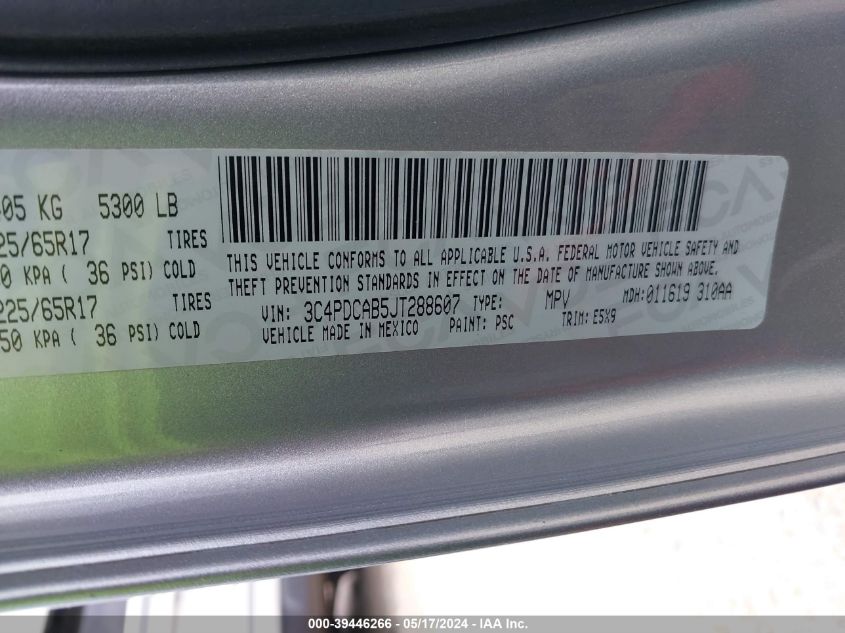 405 KG 5300 LB
225/65R17 TIRES
0 KPA ( 36 PSI) COLD
225/65R17 TIRES
50 KPA ( 36 PSI) COLD
THIS VEHICLE CONFORMS TO ALL APPLICABLE U.S.A. FEDERAL MOTOR VEHICLE SAFETY AND
THEFT PREVENTION STANDARDS IN EFFECT ON THE DATE OF MANUFACTURE SHOWN ABOVE.
VIN: 3C4PDCAB5JT288607 TYPE: MPV MDH:011619 310AA
VEHICLE MADE IN MEXICO PAINT: PSC TRIM: E5X9
000-39446266 - 05/17/2024 - IAA Inc.